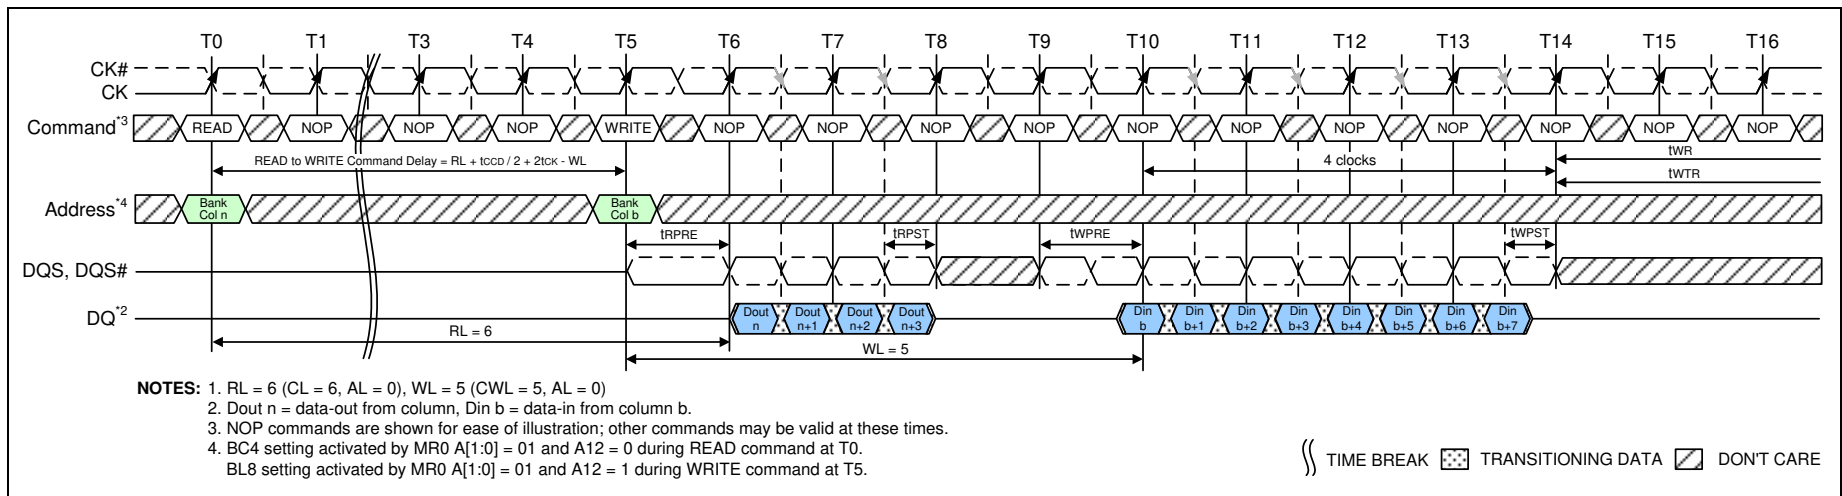 T0 T1 T3 T4 T5 T6 T7 T8 T9 T10 T11 T12 T13 T14 T15 T16
CK#
CK
Command*3 READ NOP NOP NOP WRITE NOP NOP NOP NOP NOP NOP NOP NOP NOP NOP NOP
READ to WRITE Command Delay = RL + tCCD / 2 + 2tCK - WL
4 clocks
tWR
tWTR
Address*4
Bank
Col n
Bank
Col b
tRPRE tRPST tWPRE tWPST
DQS, DQS#
DQ*2
Dout
n
Dout
n+1
Dout
n+2
Dout
n+3
Din
b
Din
b+1
Din
b+2
Din
b+3
Din
b+4
Din
b+5
Din
b+6
Din
b+7
RL = 6
WL = 5
NOTES: 1. RL = 6 (CL = 6, AL = 0), WL = 5 (CWL = 5, AL = 0)
2. Dout n = data-out from column, Din b = data-in from column b.
3. NOP commands are shown for ease of illustration; other commands may be valid at these times.
4. BC4 setting activated by MR0 A[1:0] = 01 and A12 = 0 during READ command at T0.
BL8 setting activated by MR0 A[1:0] = 01 and A12 = 1 during WRITE command at T5.
TIME BREAK TRANSITIONING DATA DON'T CARE